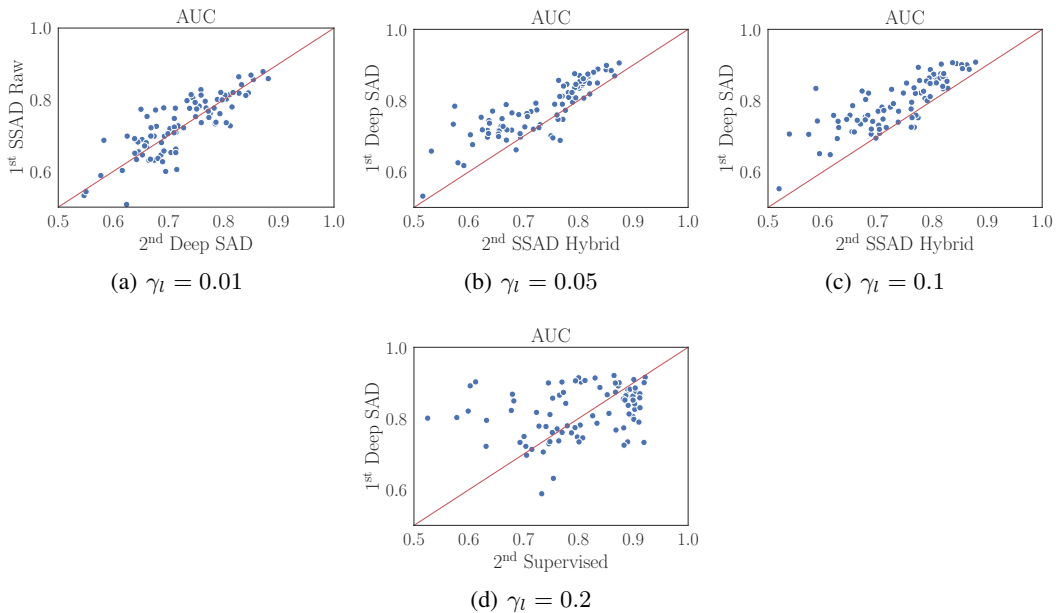 AUC
1.0
0.8
0.6
1st SSAD Raw
0.5 0.6 0.7 0.8 0.9 1.0
2nd Deep SAD
(a) γl = 0.01
AUC
1.0
0.8
0.6
1st Deep SAD
0.5 0.6 0.7 0.8 0.9 1.0
2nd SSAD Hybrid
(b) γl = 0.05
AUC
1.0
0.8
0.6
1st Deep SAD
0.5 0.6 0.7 0.8 0.9 1.0
2nd SSAD Hybrid
(c) γl = 0.1
AUC
1.0
0.8
0.6
1st Deep SAD
0.5 0.6 0.7 0.8 0.9 1.0
2nd Supervised
(d) γl = 0.2